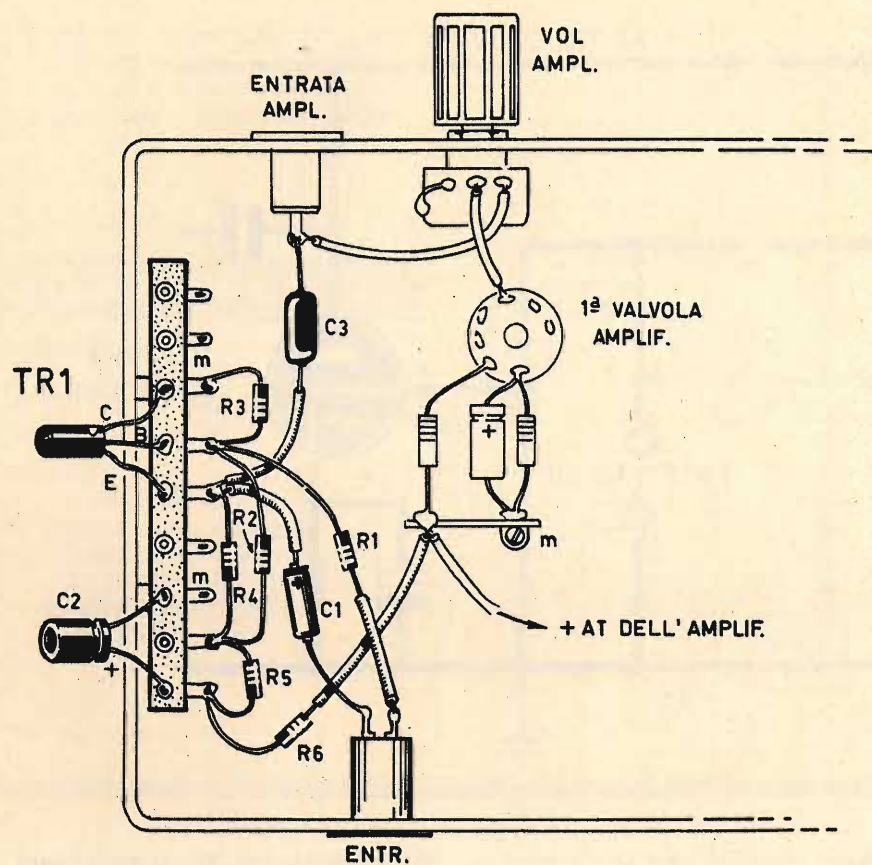 VOL
AMPL.
ENTRATA
AMPL.
1ª VALVOLA
AMPLIF.
C3
m
TR1
C
R3
B
E
R2
R1
m
R4
C1
m
C2
+
+
+
R5
+ AT DELL' AMPLIF.
R6
ENTR.